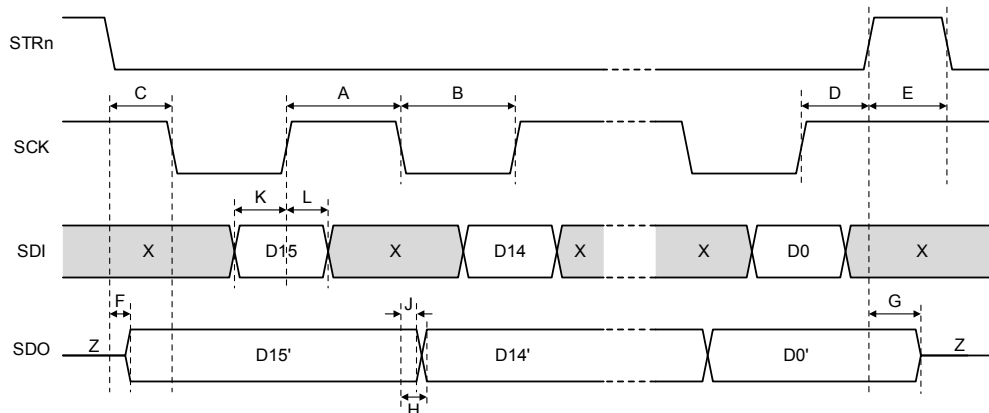 STRn
C A B D E
SCK
K L
SDI X D15 X D14 X X D0 X
F J G
SDO Z D15' D14' D0' Z
H